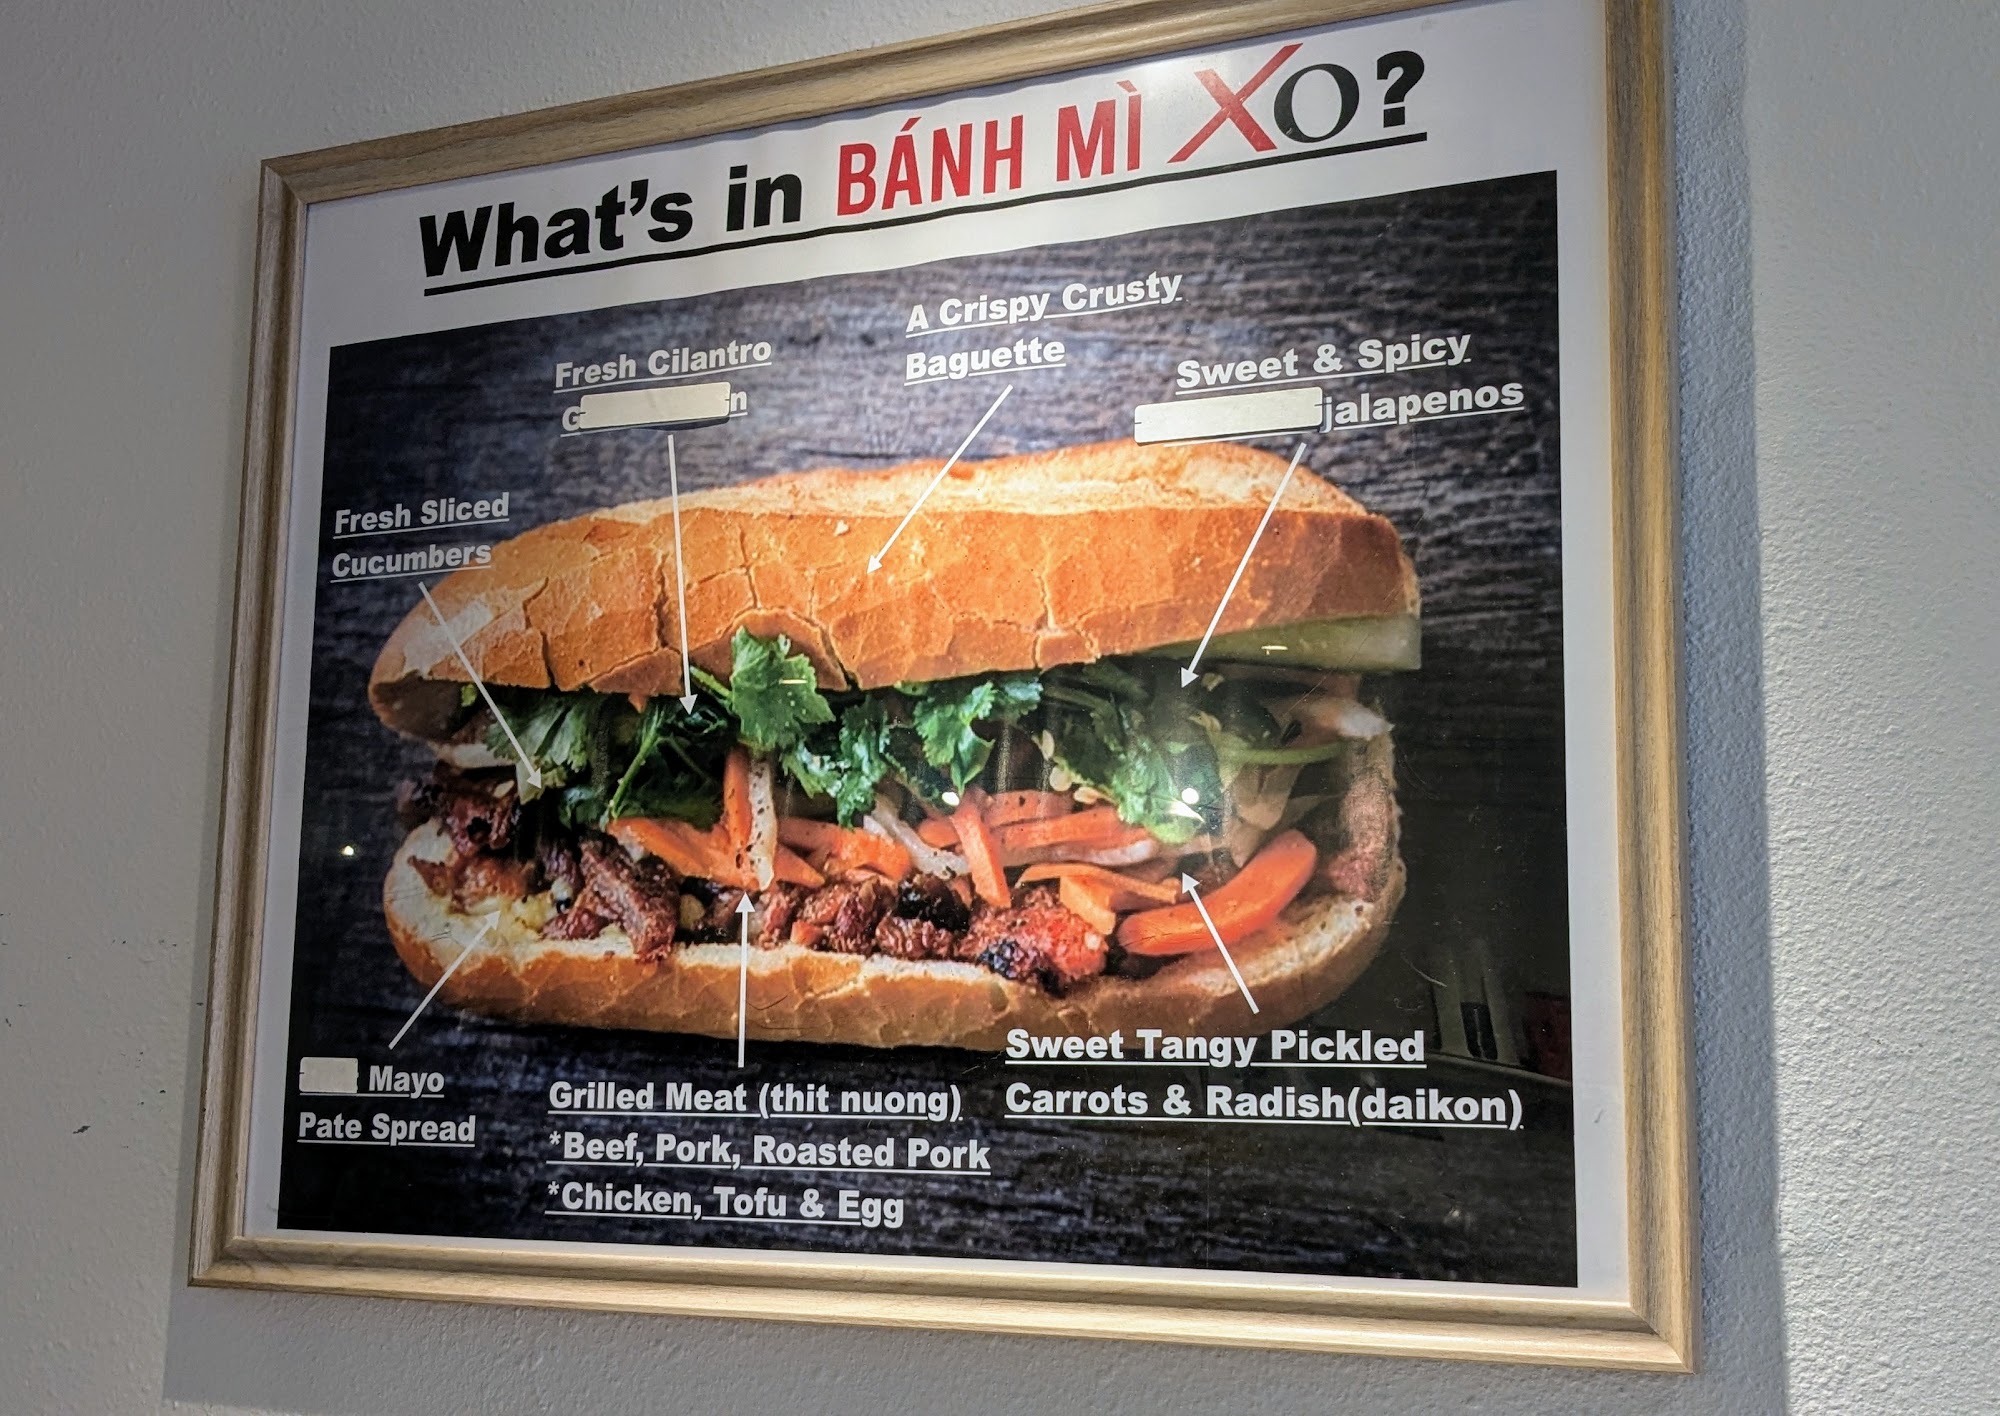 What's in BÁNH MÌ XO?
A Crispy Crusty
Baguette
Fresh Cilantro
Sweet & Spicy
jalapenos
Fresh Sliced
Cucumbers
Mayo
Pate Spread
Grilled Meat (thit nuong)
*Beef, Pork, Roasted Pork
*Chicken, Tofu & Egg
Sweet Tangy Pickled
Carrots & Radish(daikon)